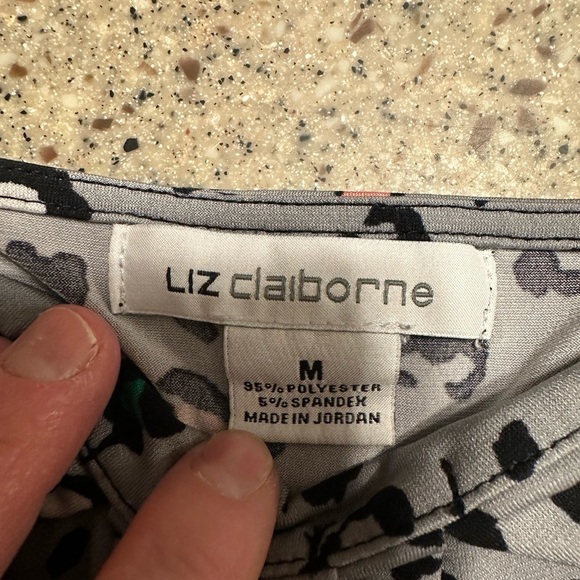 LIZ claiborne
M
95% POLYESTER
5% SPANDEX
MADE IN JORDAN